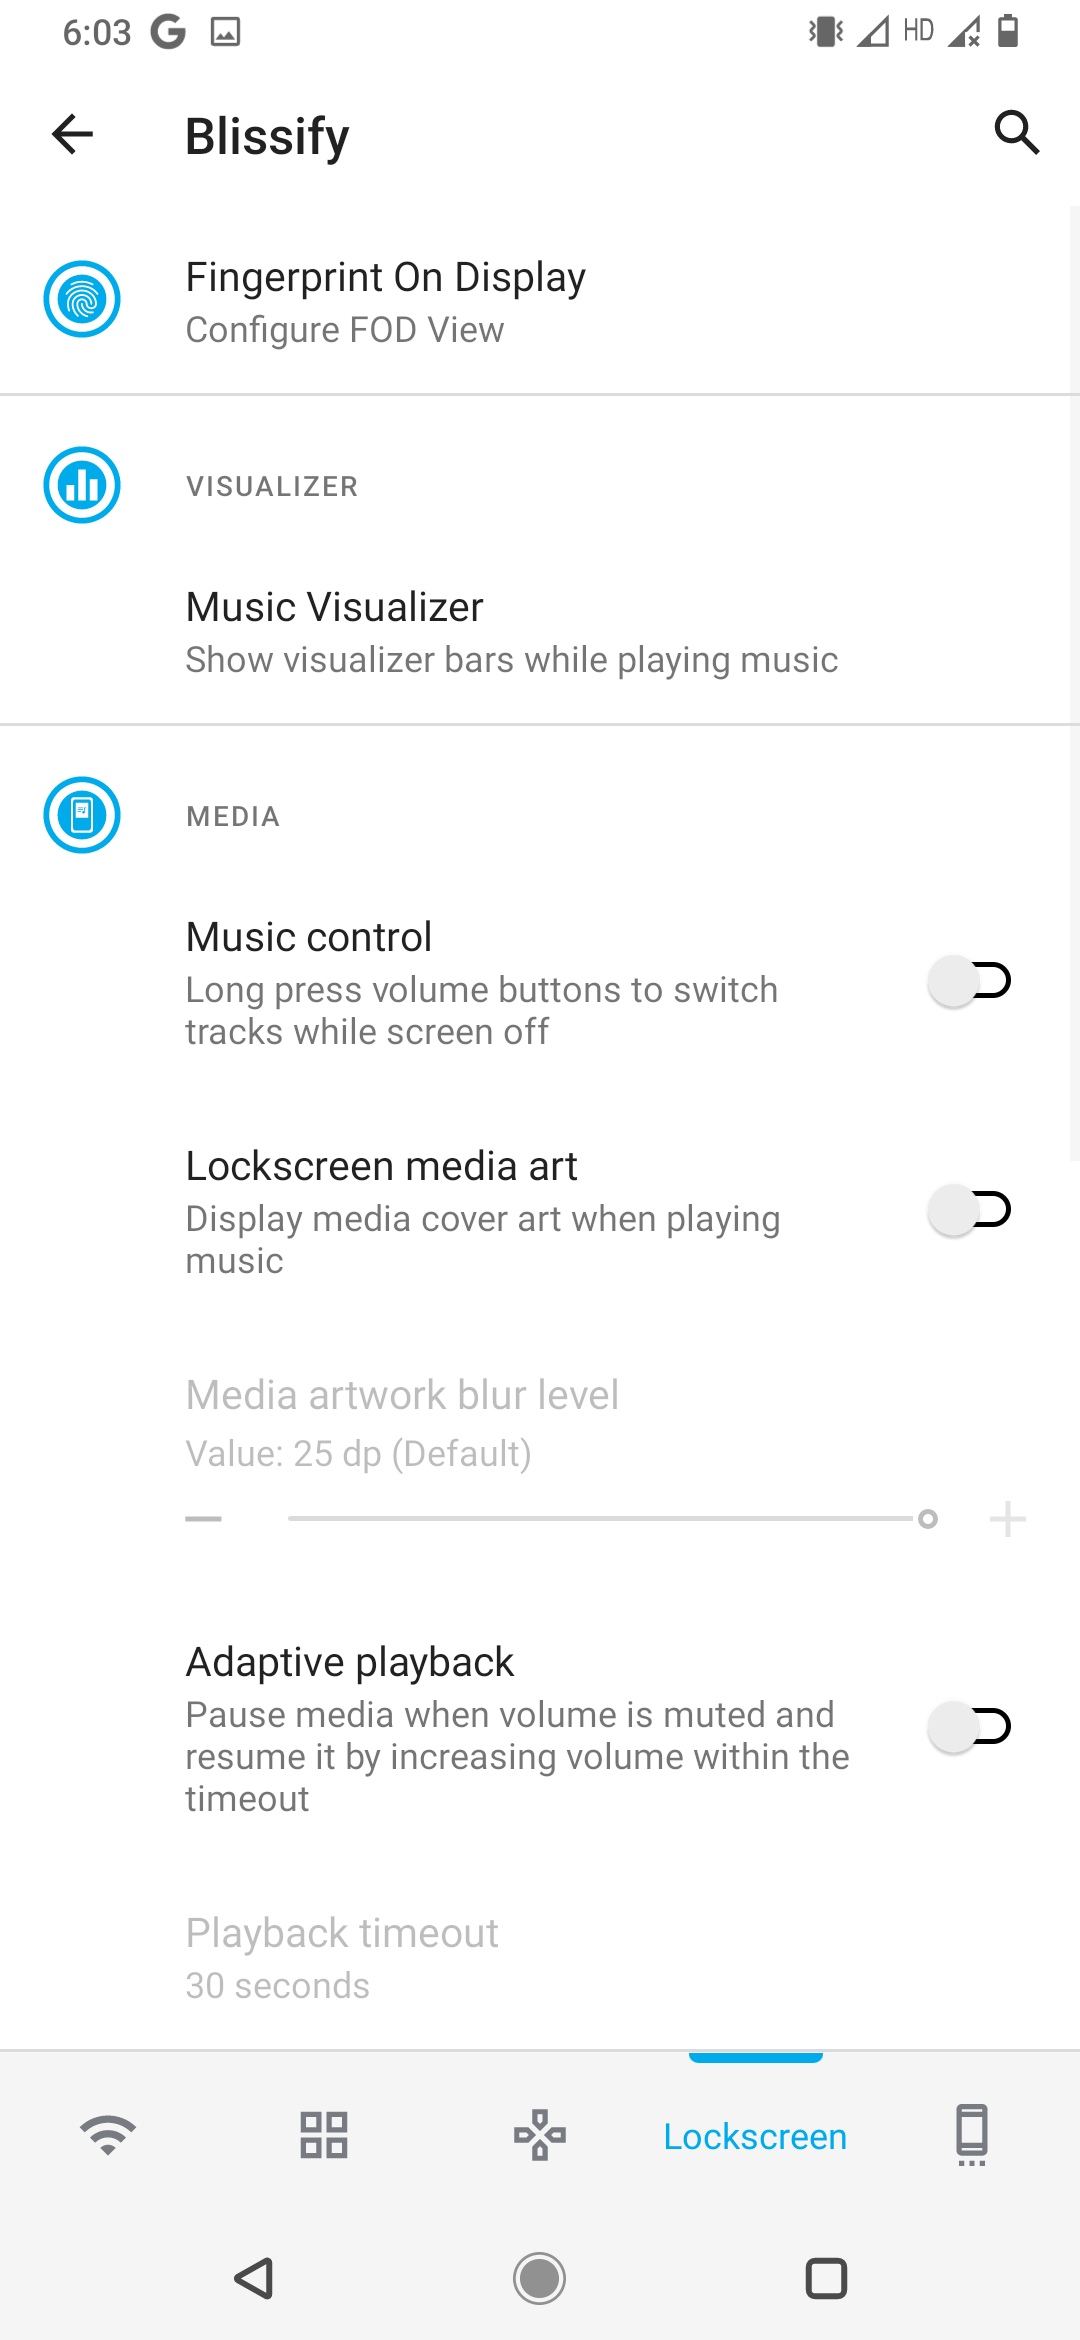 6:03 G HD
Blissify
Fingerprint On Display
Configure FOD View
VISUALIZER
Music Visualizer
Show visualizer bars while playing music
MEDIA
Music control
Long press volume buttons to switch
tracks while screen off
Lockscreen media art
Display media cover art when playing
music
Media artwork blur level
Value: 25 dp (Default)
Adaptive playback
Pause media when volume is muted and
resume it by increasing volume within the
timeout
Playback timeout
30 seconds
Lockscreen